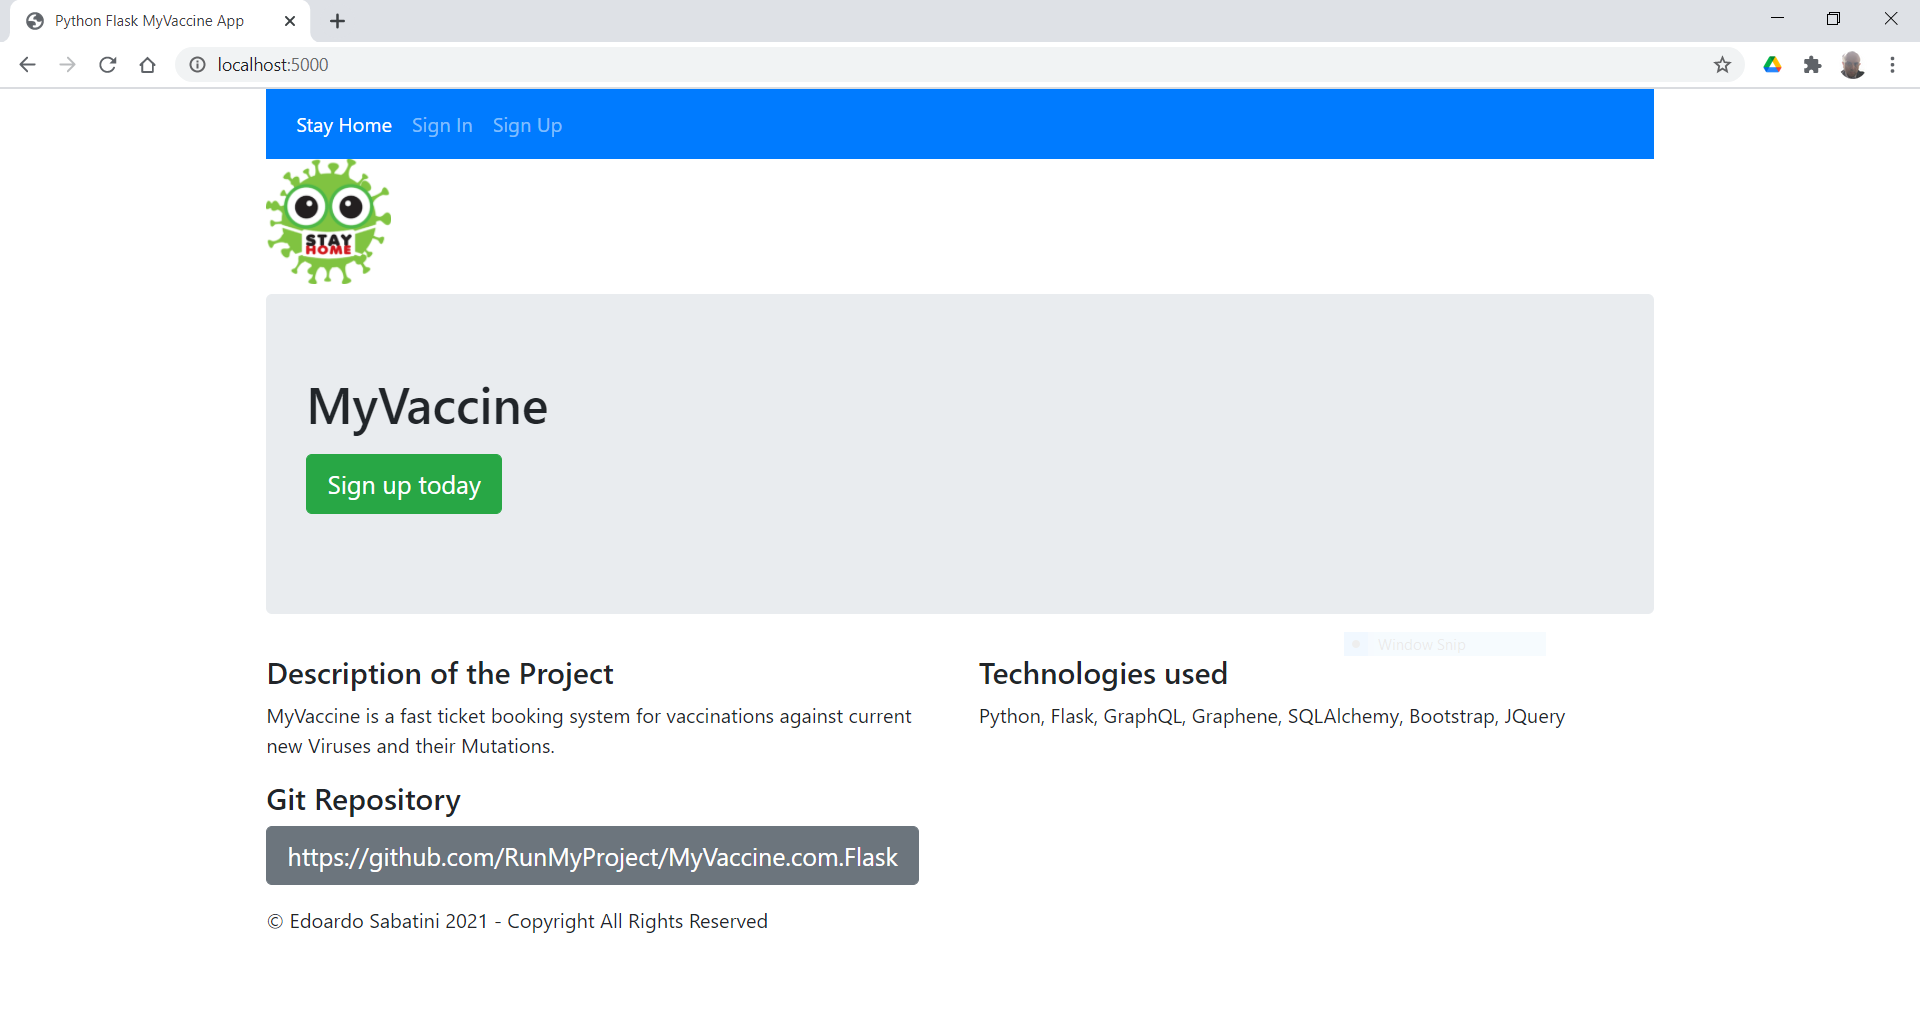 Python Flask MyVaccine App
localhost:5000
Stay Home Sign In Sign Up
STAY
HOME
MyVaccine
Sign up today
Window Snip
Description of the Project
MyVaccine is a fast ticket booking system for vaccinations against current
new Viruses and their Mutations.
Git Repository
https://github.com/RunMyProject/MyVaccine.com.Flask
Technologies used
Python, Flask, GraphQL, Graphene, SQLAlchemy, Bootstrap, JQuery
© Edoardo Sabatini 2021 - Copyright All Rights Reserved